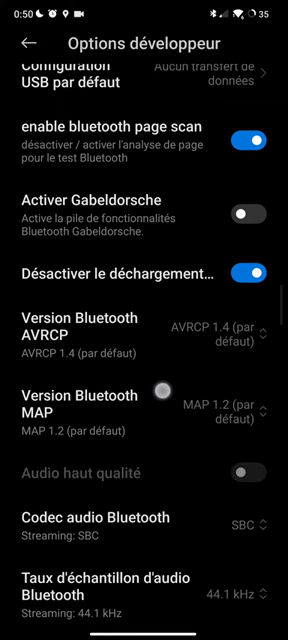 0:50
35
Options développeur
Configuration
USB par défaut
Aucun transfert de
données
enable bluetooth page scan
désactiver / activer l'analyse de page
pour le test Bluetooth
Activer Gabeldorsche
Active la pile de fonctionnalités
Bluetooth Gabeldorsche.
Désactiver le déchargement…
Version Bluetooth
AVRCP
AVRCP 1.4 (par défaut)
AVRCP 1.4 (par
défaut)
Version Bluetooth
MAP
MAP 1.2 (par défaut)
MAP 1.2 (par
défaut)
Audio haut qualité
Codec audio Bluetooth
Streaming: SBC
SBC
Taux d'échantillon d'audio
Bluetooth
Streaming: 44.1 kHz
44.1 kHz